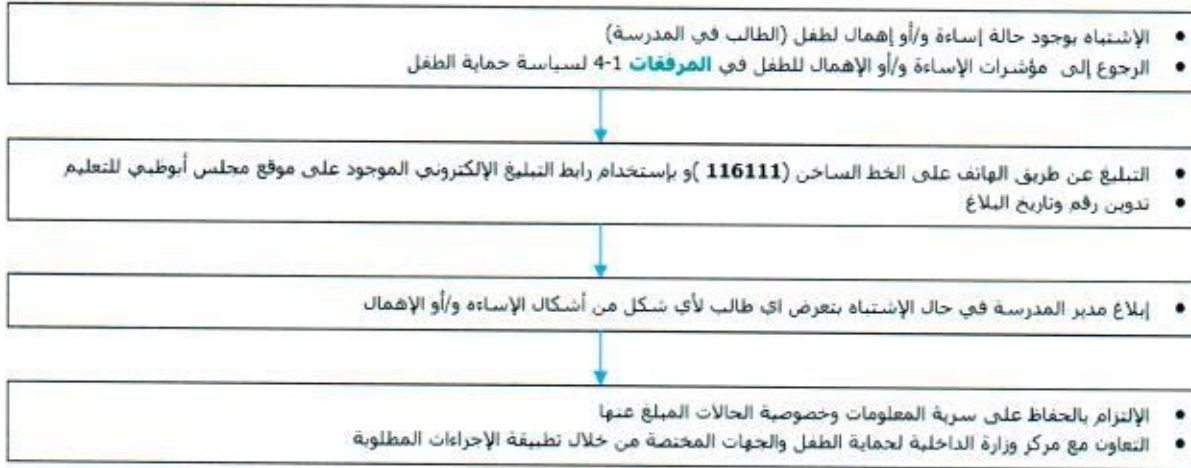 • الإشتباه بوجود حالة إساءة و/أو إهمال لطفل (الطالب في المدرسة)
• الرجوع إلى مؤشرات الإساءة و/أو الإهمال للطفل في المرفقات 1-4 لسياسة حماية الطفل
• التبليغ عن طريق الهاتف على الخط الساخن (116111 )و بإستخدام رابط التبليغ الإلكتروني الموجود على موقع مجلس أبوظبي للتعليم
• تدوين رقم وتاريخ البلاغ
• إبلاغ مدير المدرسة في حال الإشتباه بتعرض اي طالب لأي شكل من أشكال الإساءه و/أو الإهمال
• الإلتزام بالحفاظ على سرية المعلومات وخصوصية الحالات المبلغ عنها
• التعاون مع مركز وزارة الداخلية لحماية الطفل والجهات المختصة من خلال تطبيقة الإجراءات المطلوبة